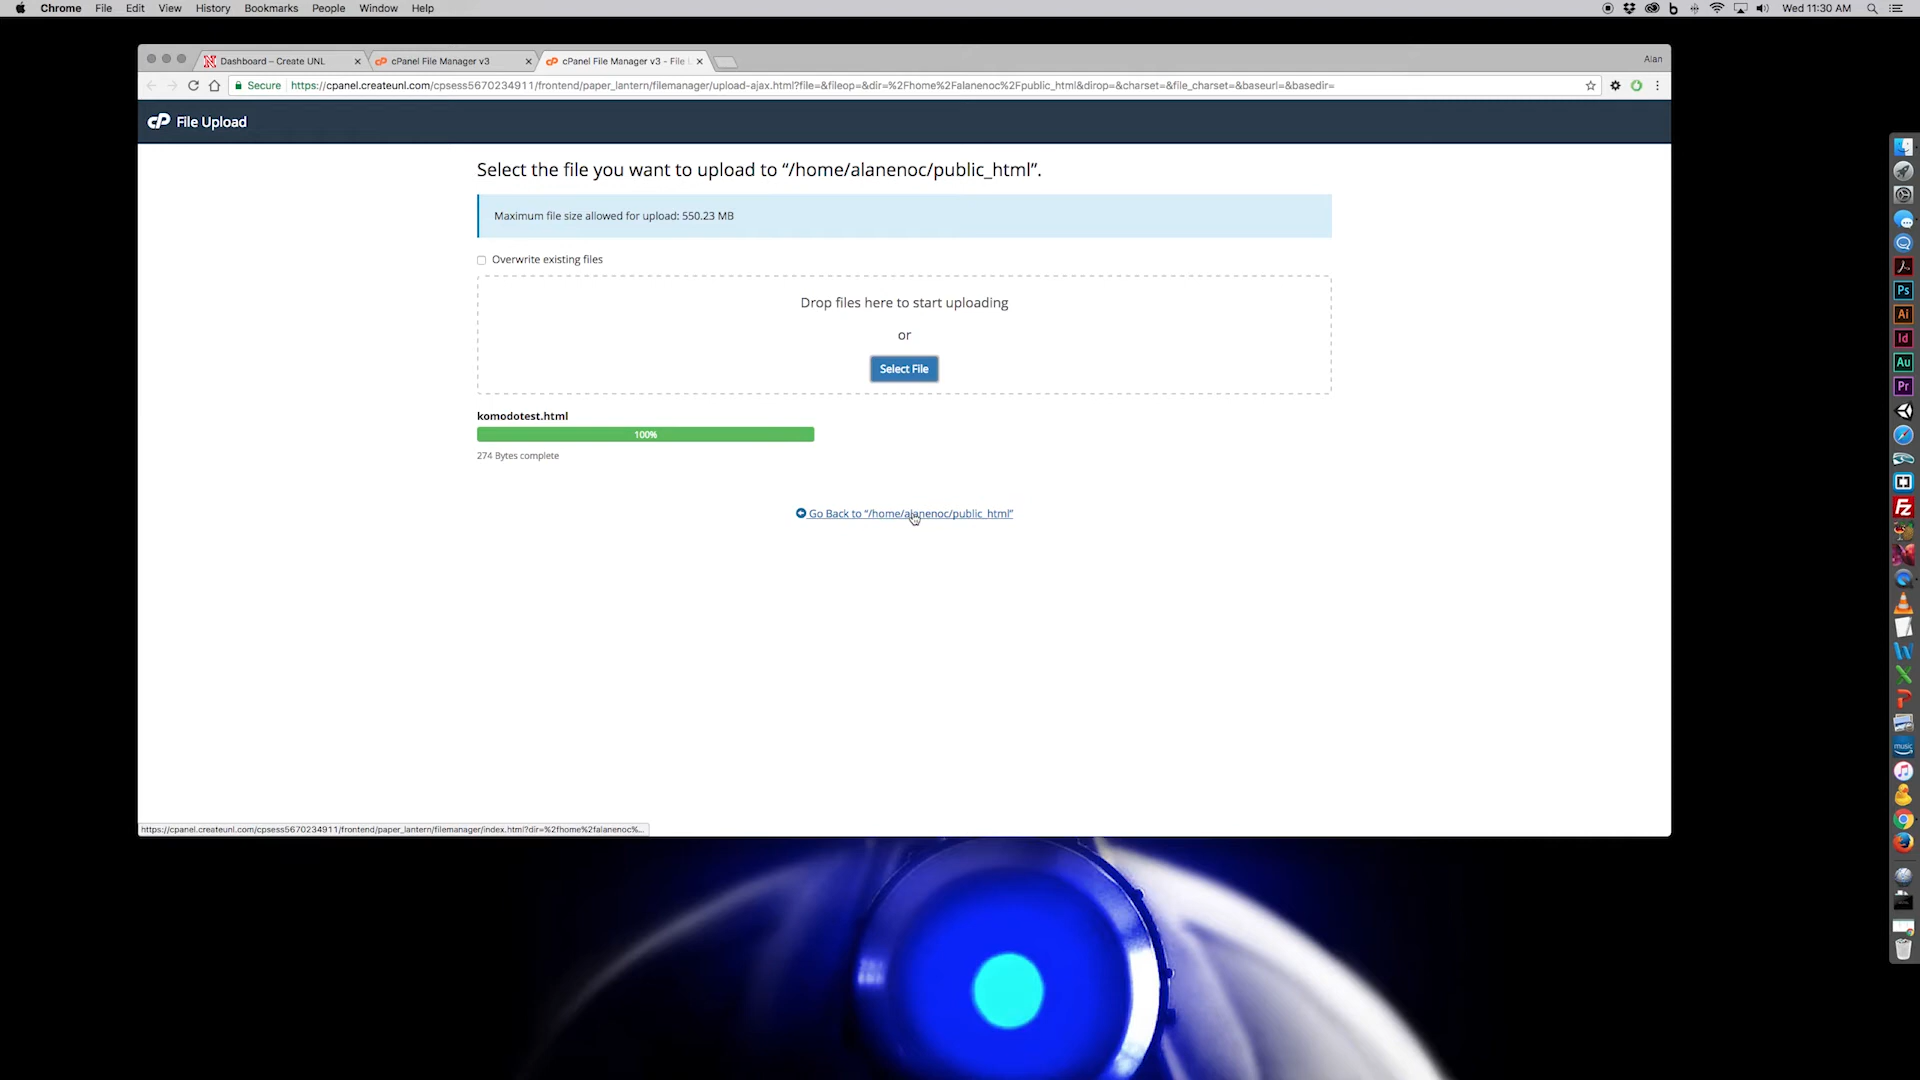 Chrome File Edit View History Bookmarks People Window Help
Wed 11:30 AM
Dashboard – Create UNL
cPanel File Manager v3
cPanel File Manager v3 - File
Alan
Secure https://cpanel.createunl.com/cpsess5670234911/frontend/paper_lantern/filemanager/upload-ajax.html?file=&fileop=&dir=%2Fhome%2Falanenoc%2Fpublic_html&dirop=&charset=&file_charset=&baseurl=&basedir=
cP File Upload
Select the file you want to upload to “/home/alanenoc/public_html”.
Maximum file size allowed for upload: 550.23 MB
Overwrite existing files
Drop files here to start uploading
or
Select File
komodotest.html
100%
274 Bytes complete
Go Back to “/home/alanenoc/public_html”
https://cpanel.createunl.com/cpsess5670234911/frontend/paper_lantern/filemanager/index.html?dir=%2fhome%2falanenoc%...
Ps
Ai
Id
Au
Pr
Fz
music